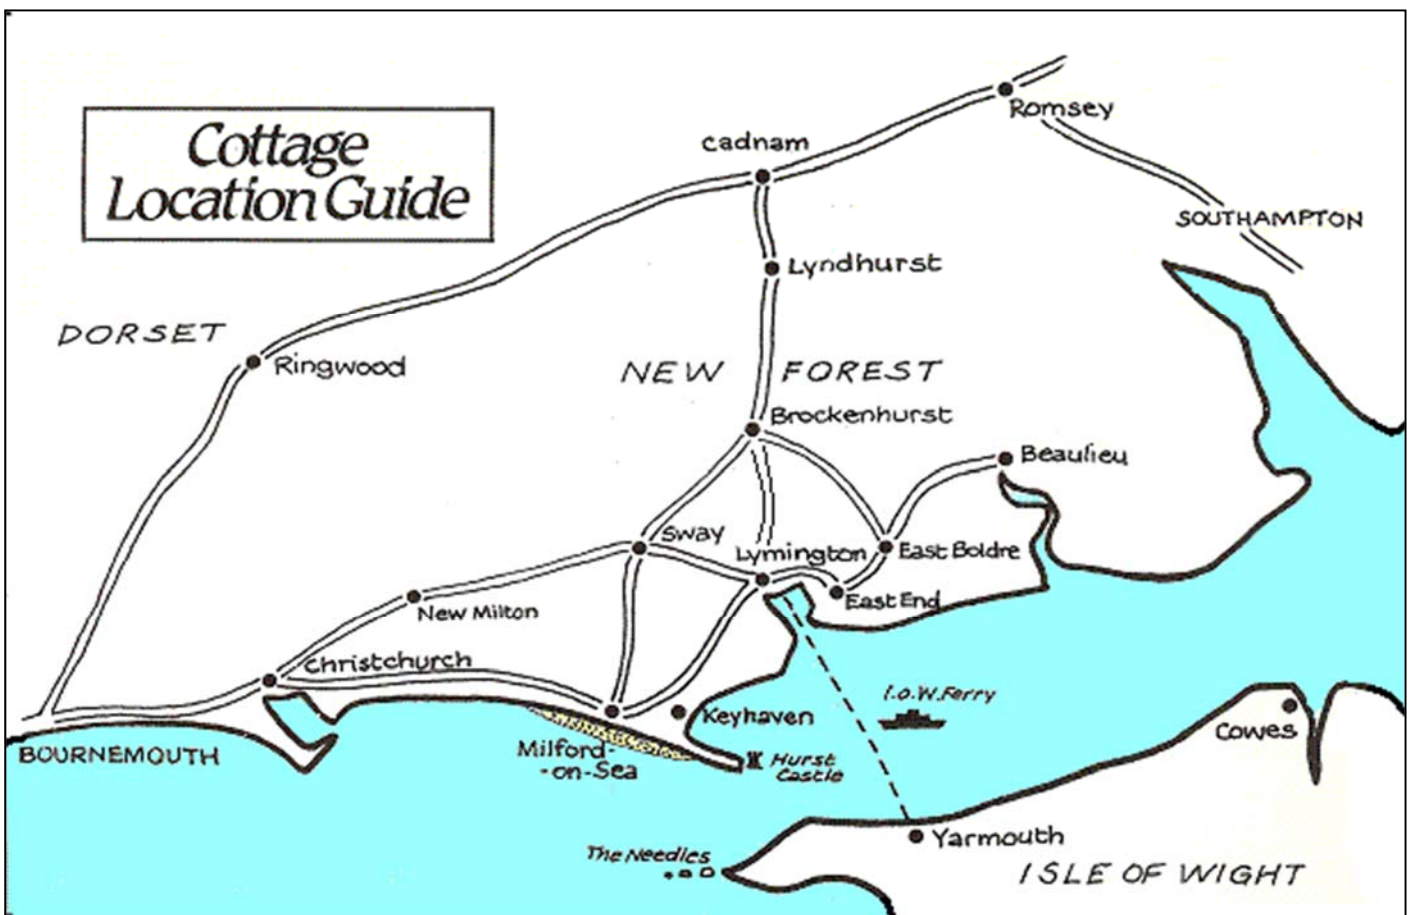 Cottage
Location Guide
Romsey
Cadnam
SOUTHAMPTON
Lyndhurst
DORSET
Ringwood
NEW FOREST
Brockenhurst
Beaulieu
Sway
Lymington
East Boldre
East End
New Milton
Christchurch
I.o.W. Ferry
Keyhaven
Cowes
BOURNEMOUTH
Milford-
-on-Sea
Hurst
Castle
Yarmouth
The Needles
ISLE OF WIGHT